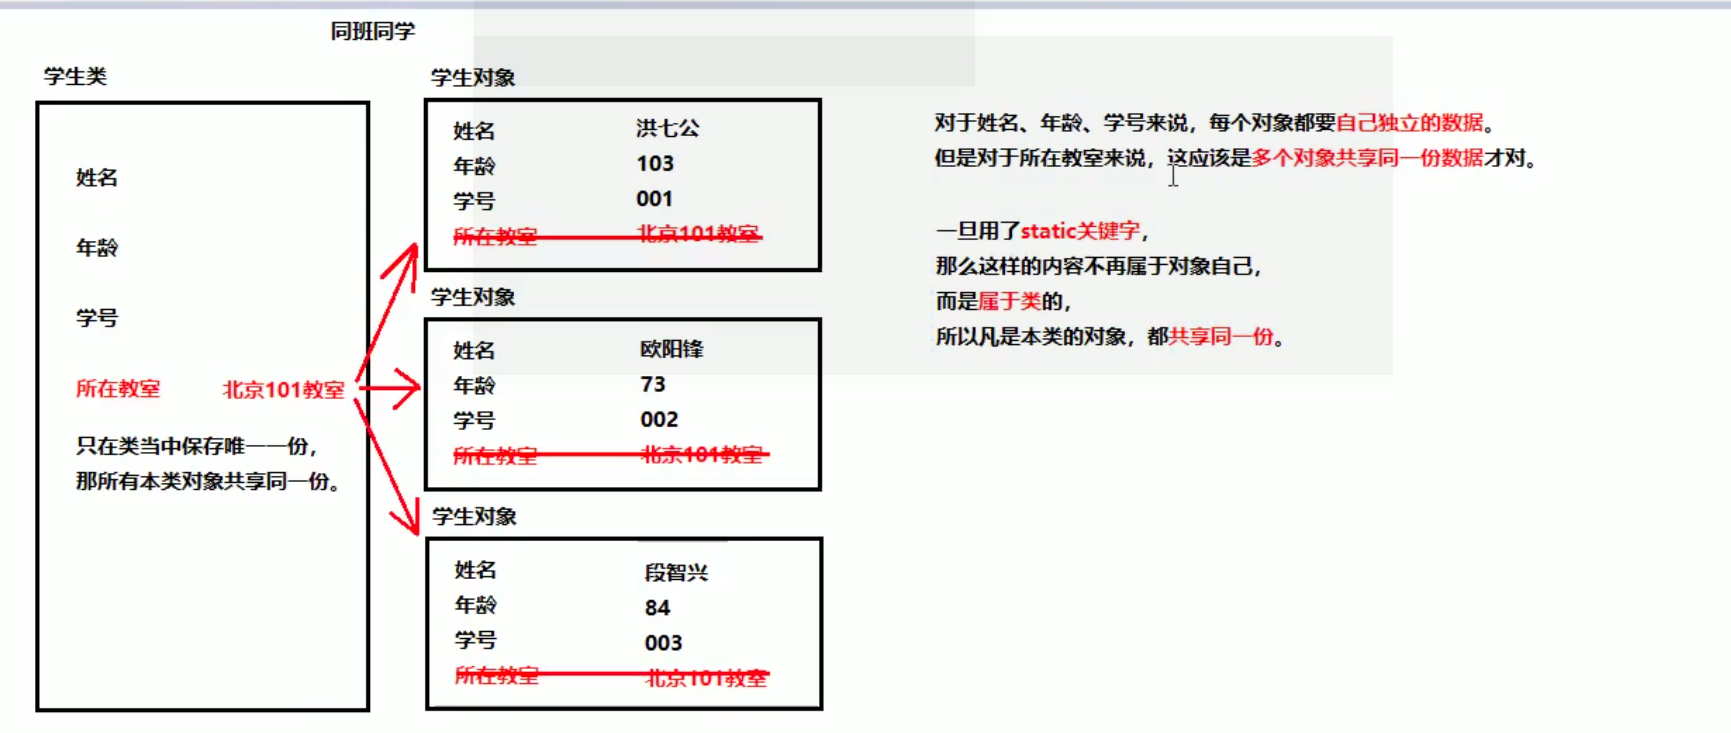 同班同学
学生类
姓名
年龄
学号
所在教室 北京101教室
只在类当中保存唯一一份，
那所有本类对象共享同一份。
学生对象
姓名 洪七公
年龄 103
学号 001
所在教室 北京101教室
学生对象
姓名 欧阳锋
年龄 73
学号 002
所在教室 北京101教室
学生对象
姓名 段智兴
年龄 84
学号 003
所在教室 北京101教室
对于姓名、年龄、学号来说，每个对象都要自己独立的数据。
但是对于所在教室来说，这应该是多个对象共享同一份数据才对。
一旦用了static关键字，
那么这样的内容不再属于对象自己，
而是属于类的，
所以凡是本类的对象，都共享同一份。